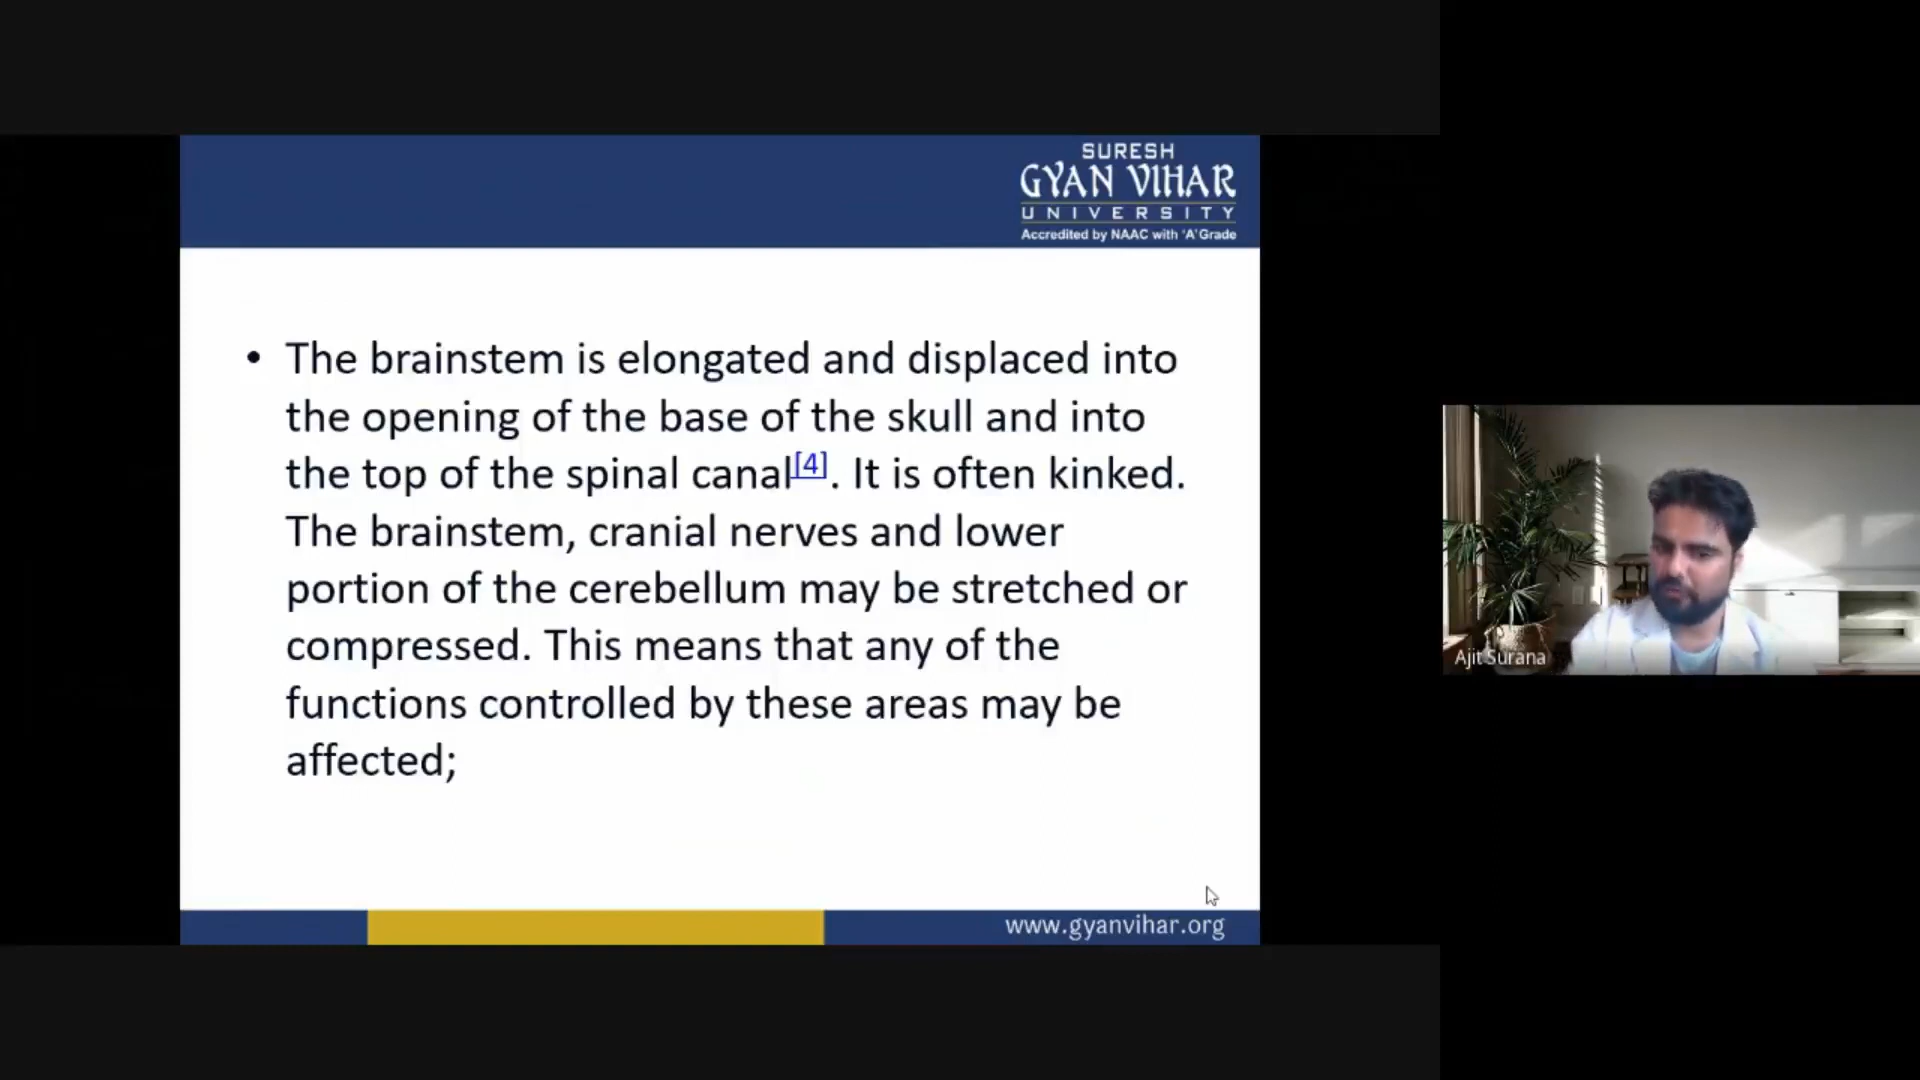 SURESH
GYAN VIHAR
UNIVERSITY
Accredited by NAAC with 'A' Grade
• The brainstem is elongated and displaced into
the opening of the base of the skull and into
the top of the spinal canal[4]. It is often kinked.
The brainstem, cranial nerves and lower
portion of the cerebellum may be stretched or
compressed. This means that any of the
functions controlled by these areas may be
affected;
www.gyanvihar.org
Ajit Surana